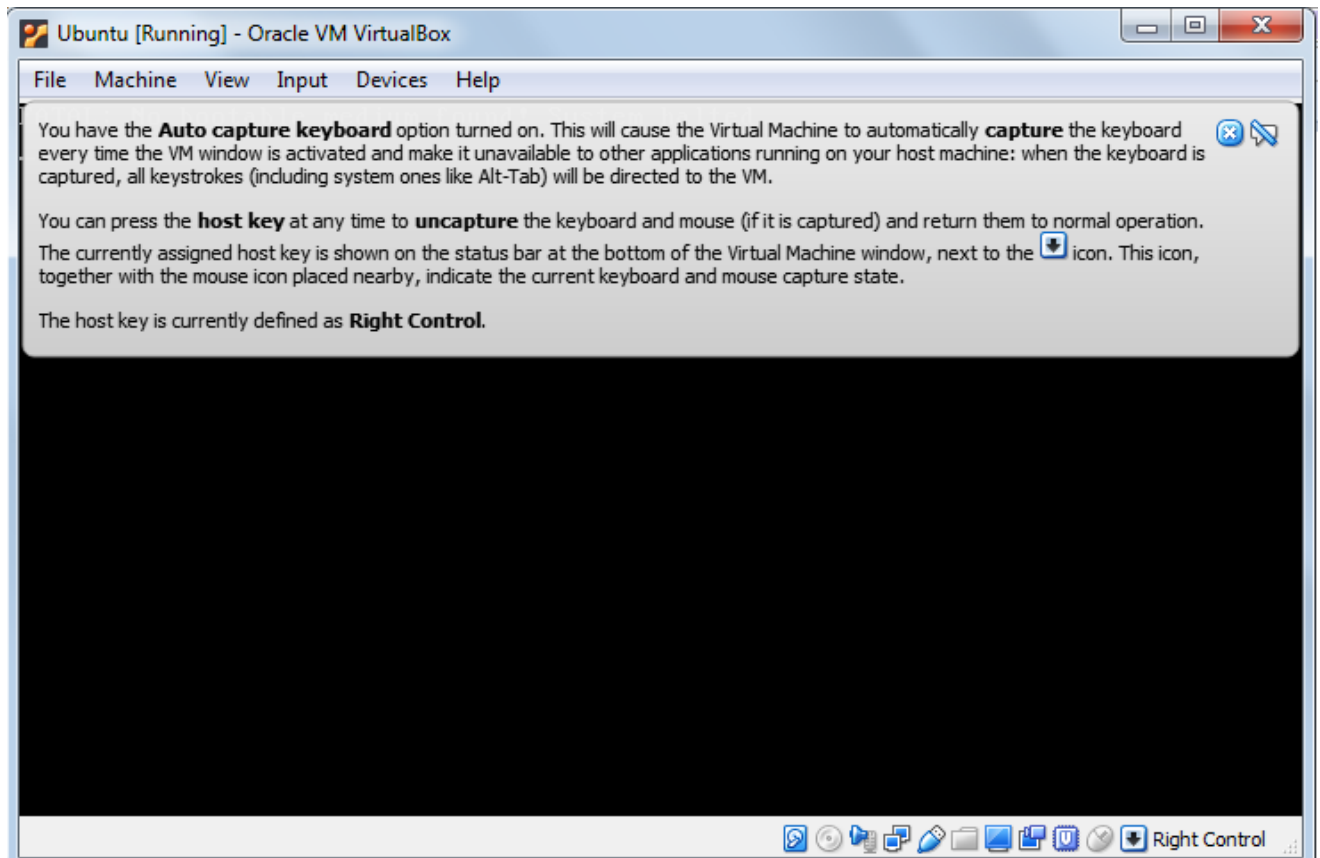 Ubuntu [Running] - Oracle VM VirtualBox
File Machine View Input Devices Help
You have the Auto capture keyboard option turned on. This will cause the Virtual Machine to automatically capture the keyboard
every time the VM window is activated and make it unavailable to other applications running on your host machine: when the keyboard is
captured, all keystrokes (including system ones like Alt-Tab) will be directed to the VM.
You can press the host key at any time to uncapture the keyboard and mouse (if it is captured) and return them to normal operation.
The currently assigned host key is shown on the status bar at the bottom of the Virtual Machine window, next to the icon. This icon,
together with the mouse icon placed nearby, indicate the current keyboard and mouse capture state.
The host key is currently defined as Right Control.
Right Control